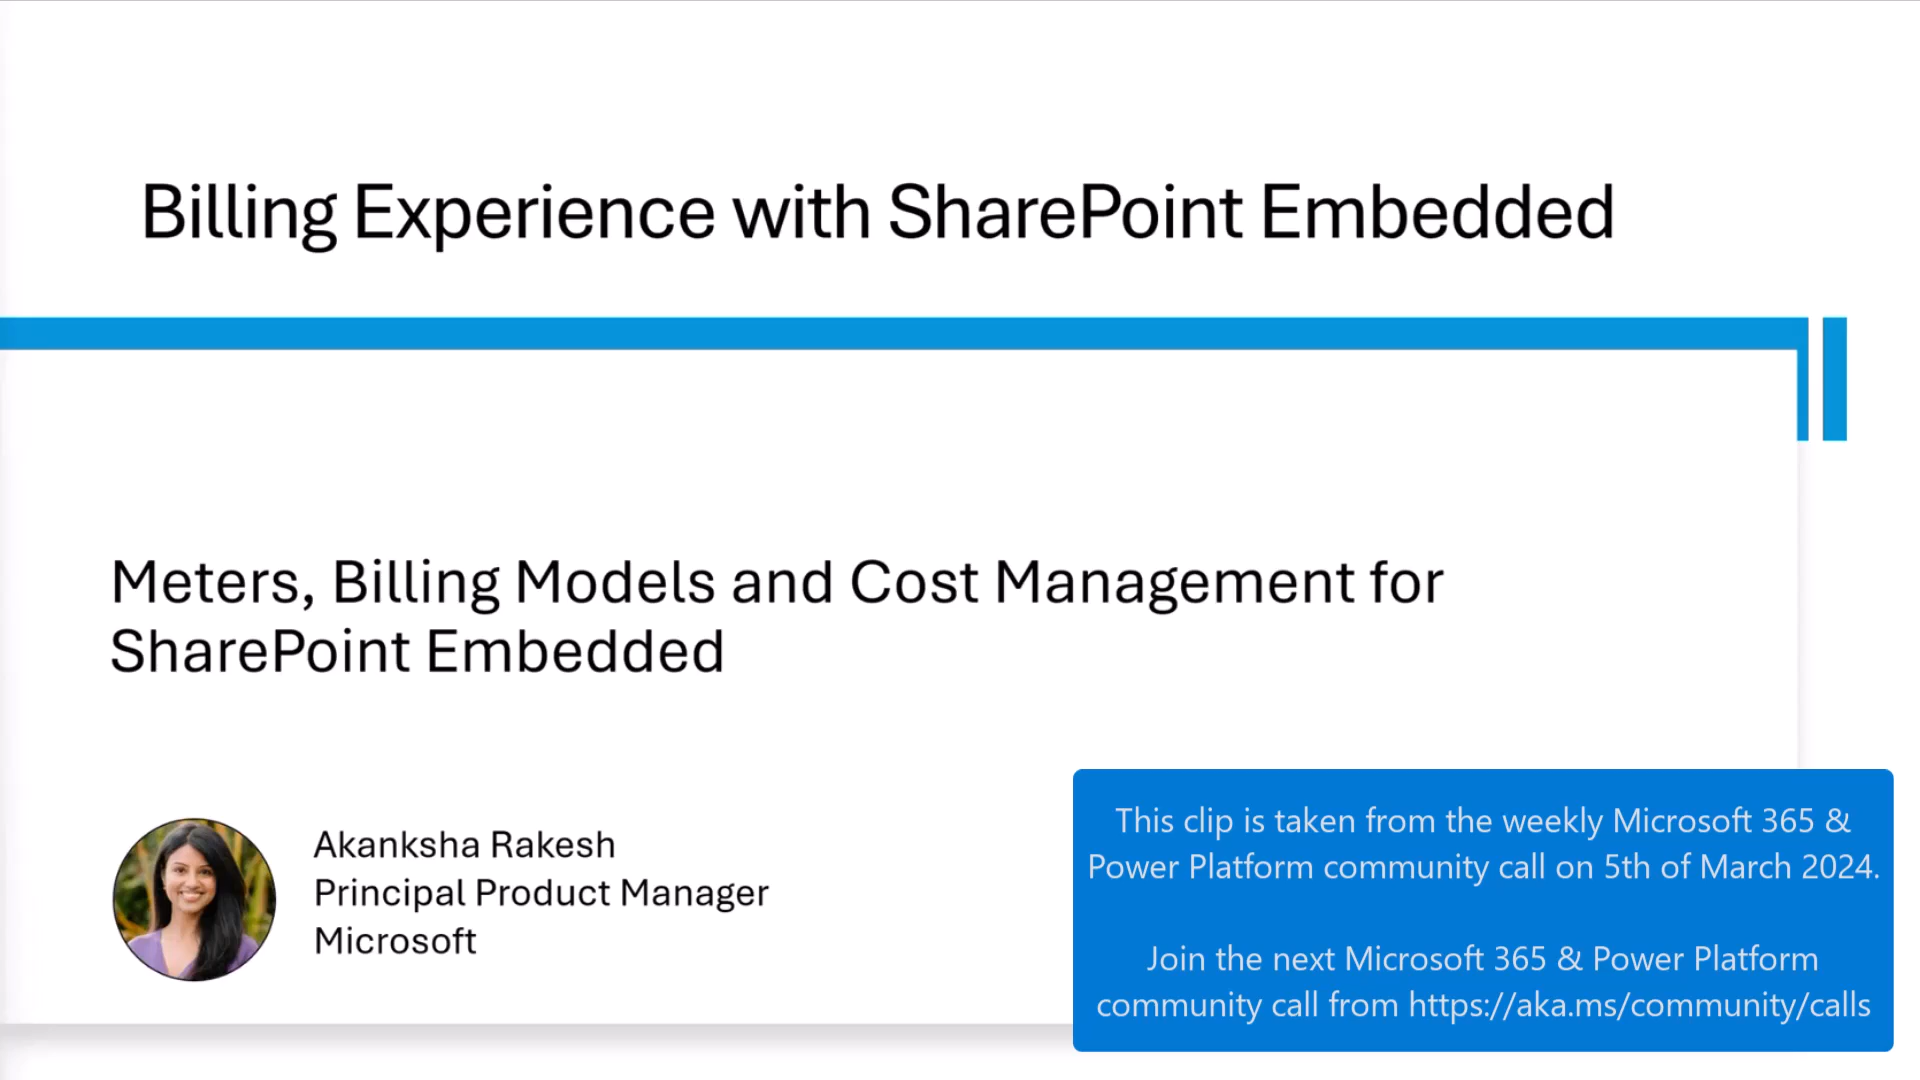 Billing Experience with SharePoint Embedded
Meters, Billing Models and Cost Management for
SharePoint Embedded
Akanksha Rakesh
Principal Product Manager
Microsoft
This clip is taken from the weekly Microsoft 365 &
Power Platform community call on 5th of March 2024.
Join the next Microsoft 365 & Power Platform
community call from https://aka.ms/community/calls